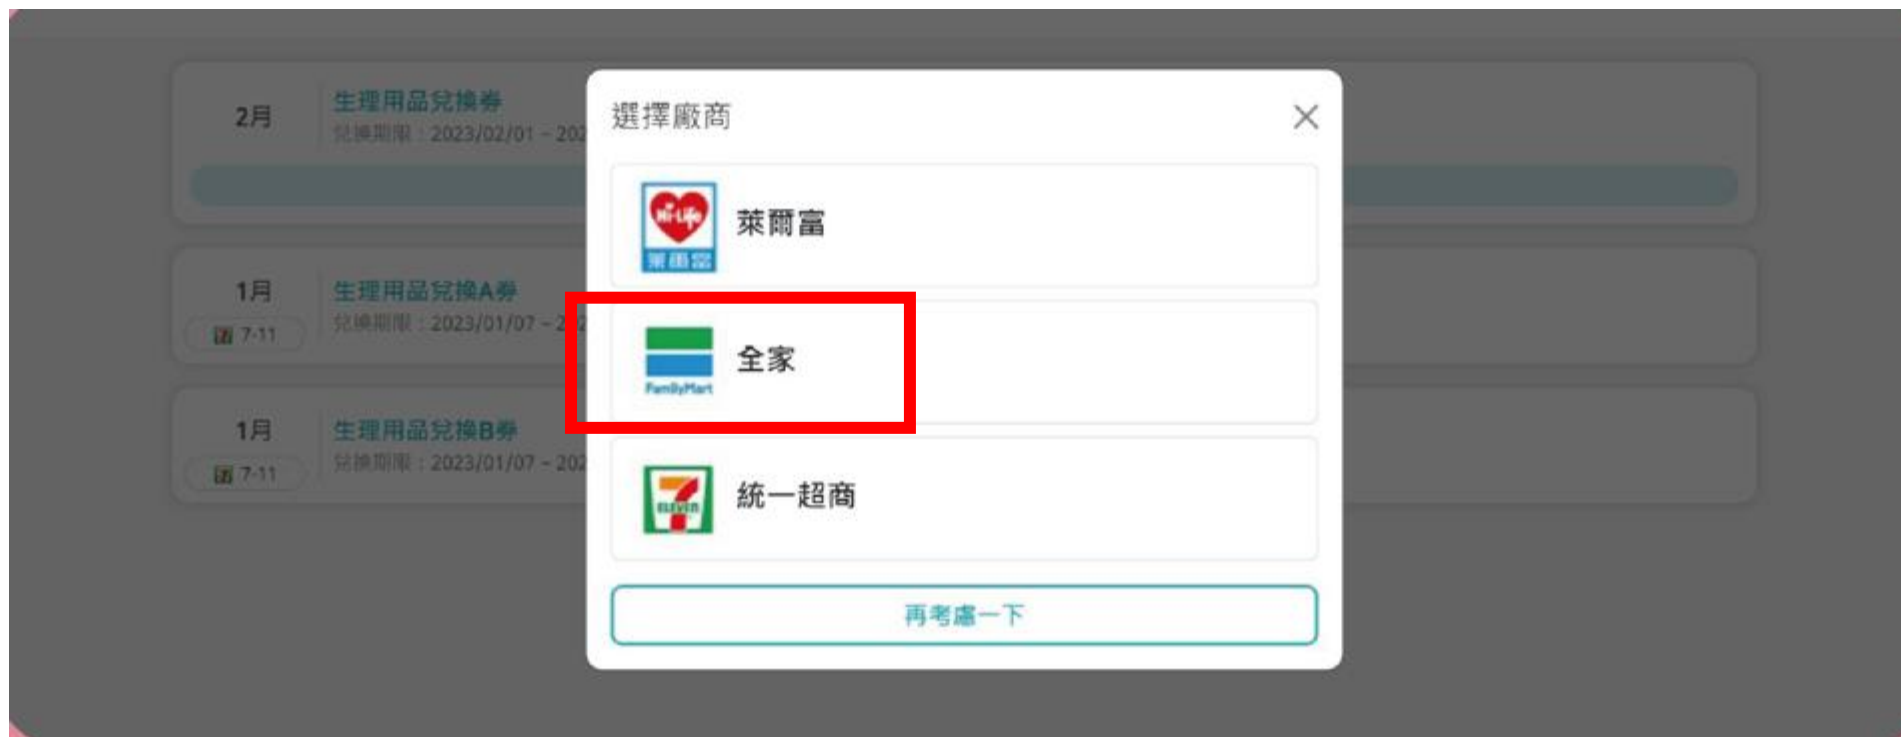 2月
生理用品兌換券
兌換期限：2023/02/01 ~ 202
1月
7-11
生理用品兌換A券
兌換期限：2023/01/07 ~ 202
1月
7-11
生理用品兌換B券
兌換期限：2023/01/07 ~ 202
選擇廠商
Hi-Life
萊爾富
萊爾富
FamilyMart
全家
7
ELEVEN
統一超商
再考慮一下